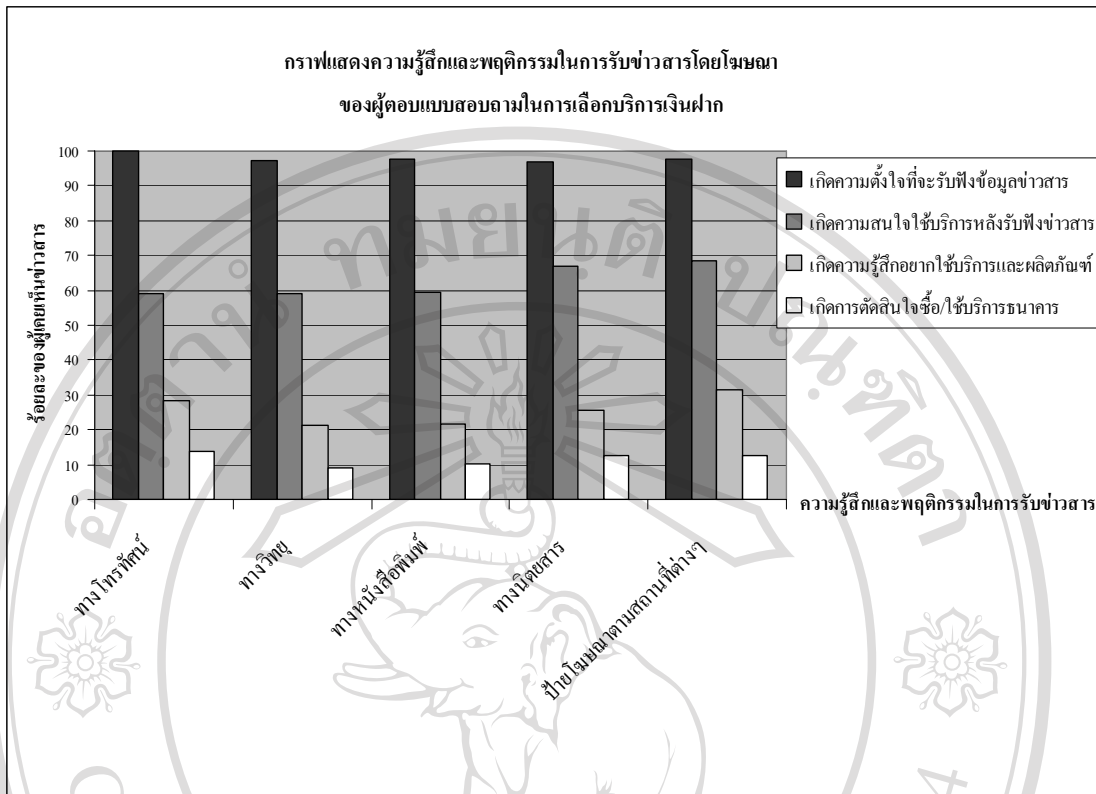 กราฟแสดงความรู้สึกและพฤติกรรมในการรับข่าวสารโดยโฆษณา
ของผู้ตอบแบบสอบถามในการเลือกบริการเงินฝาก
ร้อยละของผู้เคยเห็นข่าวสาร
100
90
80
70
60
50
40
30
20
10
0
เกิดความตั้งใจที่จะรับฟังข้อมูลข่าวสาร
เกิดความสนใจใช้บริการหลังรับฟังข่าวสาร
เกิดความรู้สึกอยากใช้บริการและผลิตภัณฑ์
เกิดการตัดสินใจซื้อ/ใช้บริการธนาคาร
ความรู้สึกและพฤติกรรมในการรับข่าวสาร
ทางโทรทัศน์
ทางวิทยุ
ทางหนังสือพิมพ์
ทางนิตยสาร
ป้ายโฆษณาตามสถานที่ต่างๆ